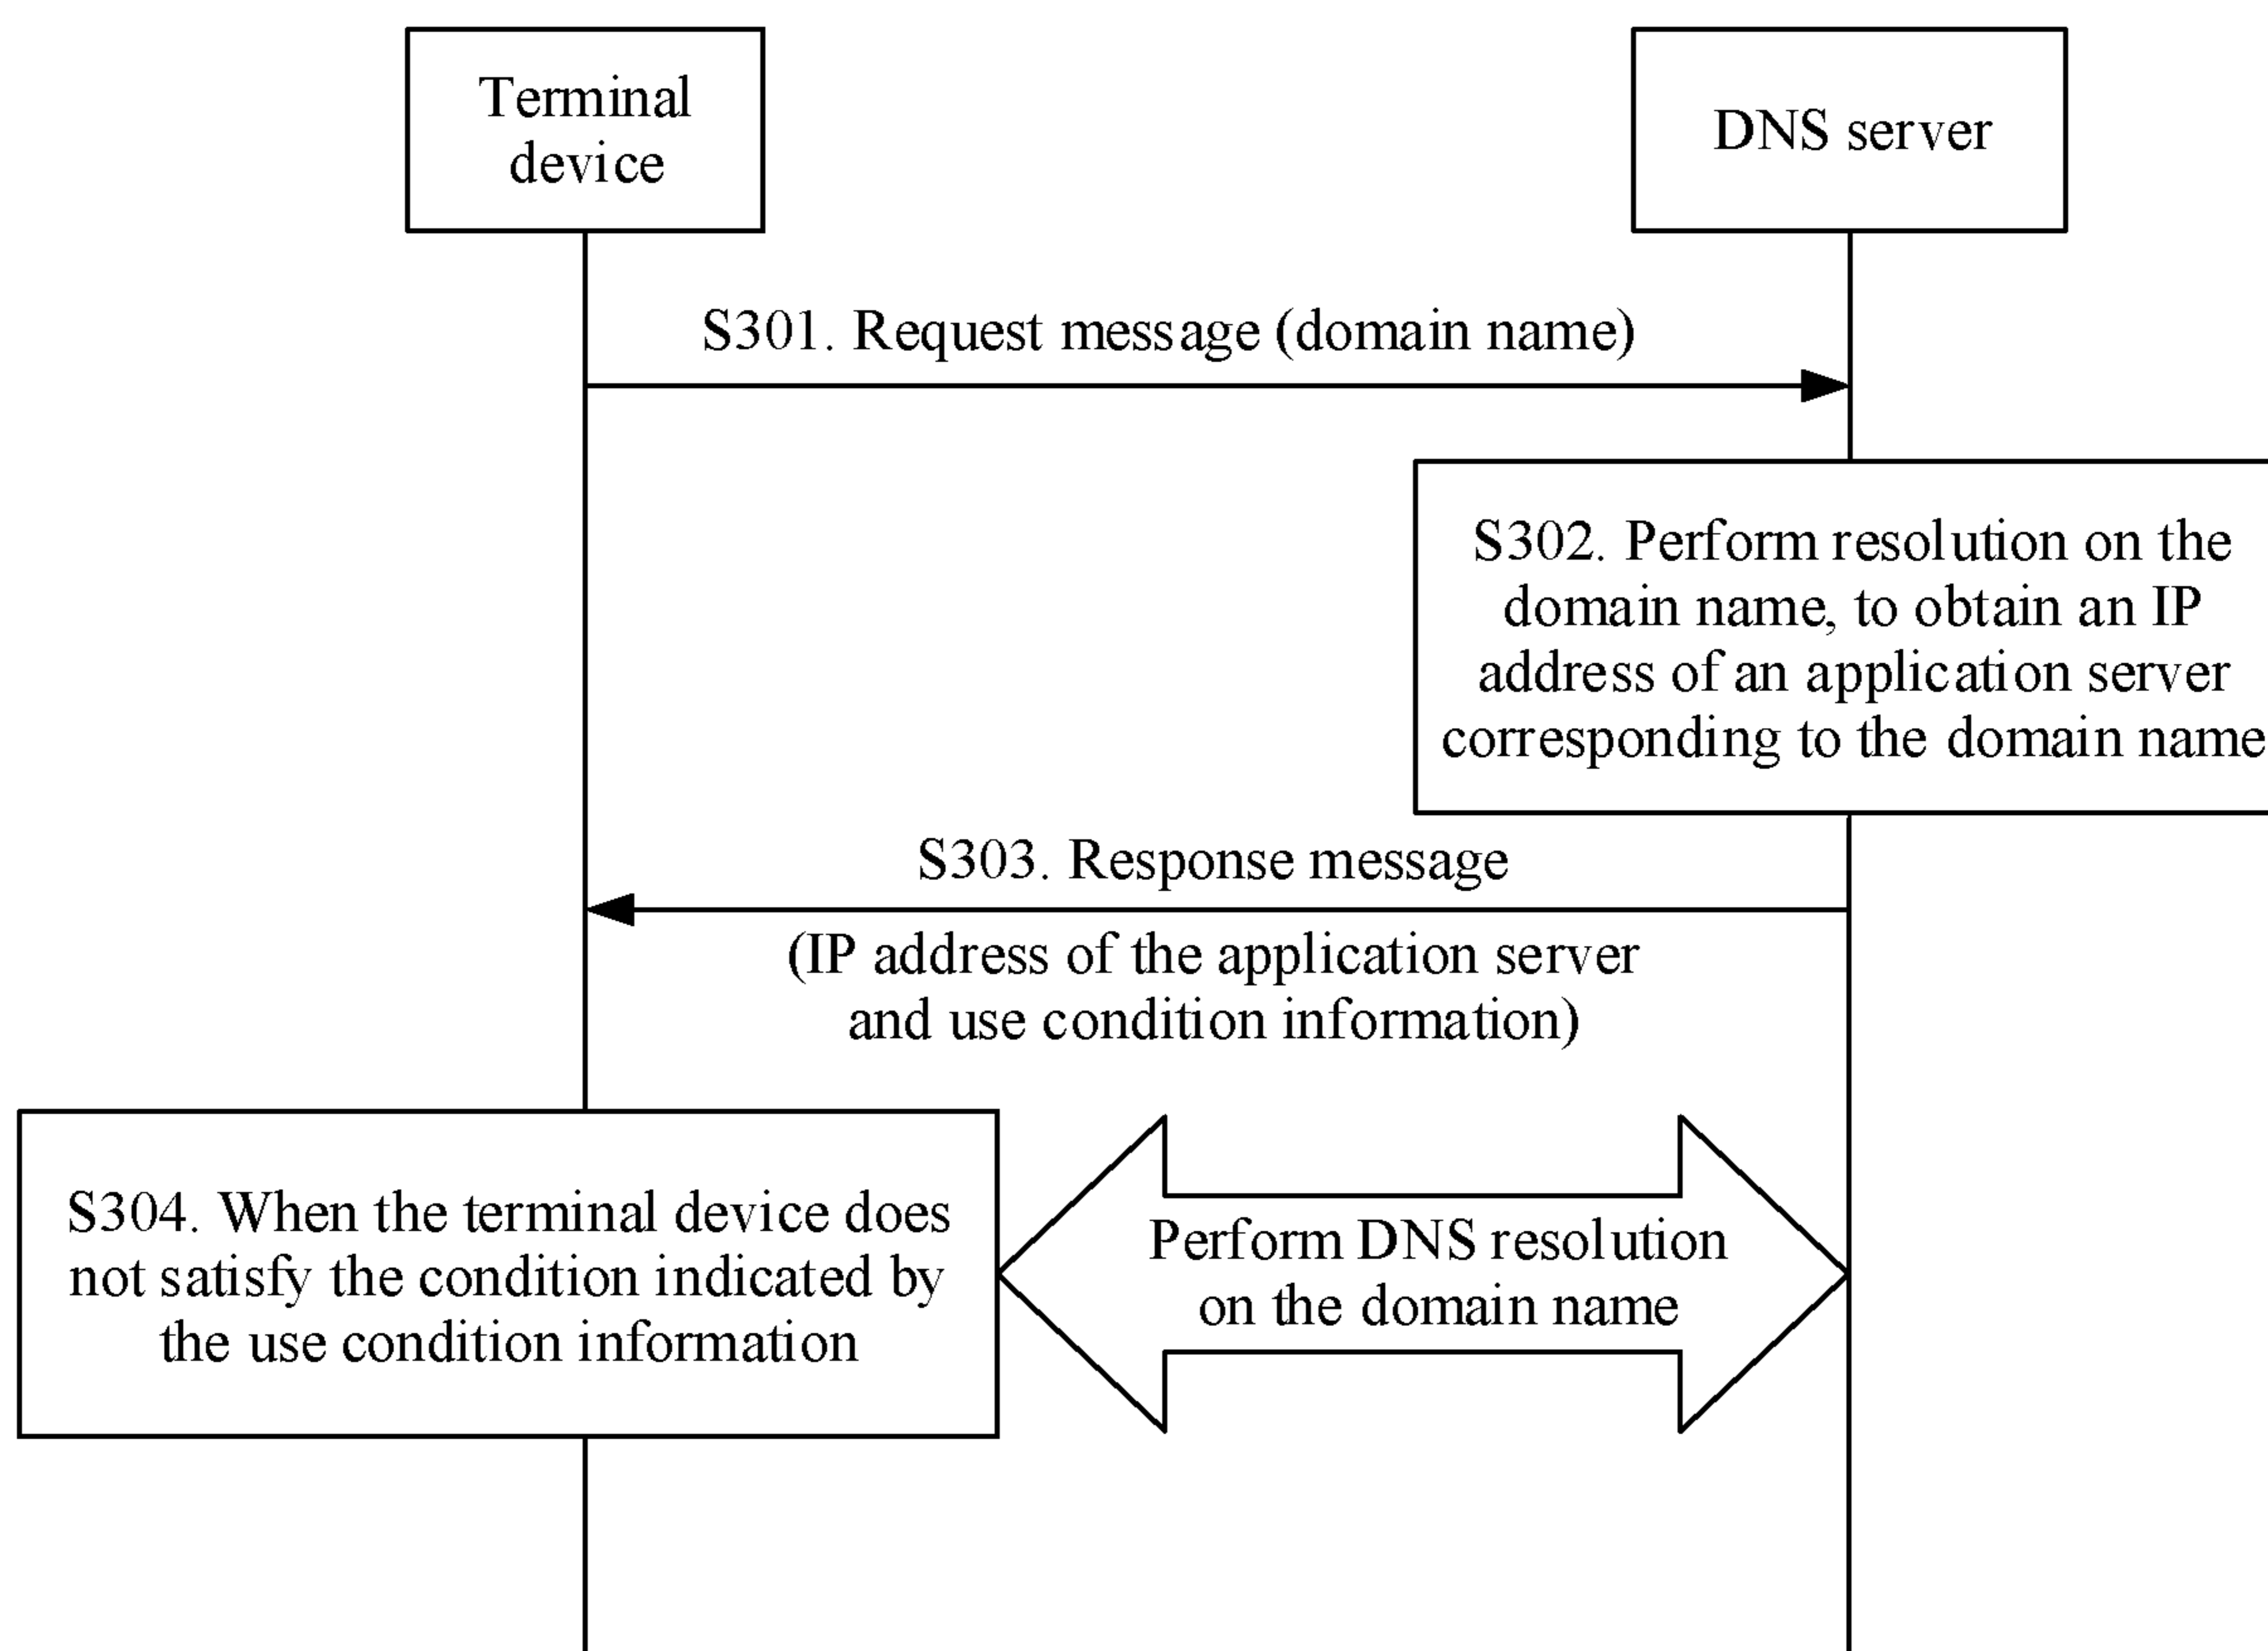 Terminal
device
DNS server
S301. Request message (domain name)
S302. Perform resolution on the
domain name, to obtain an IP
address of an application server
corresponding to the domain name
S303. Response message
(IP address of the application server
and use condition information)
S304. When the terminal device does
not satisfy the condition indicated by
the use condition information
Perform DNS resolution
on the domain name